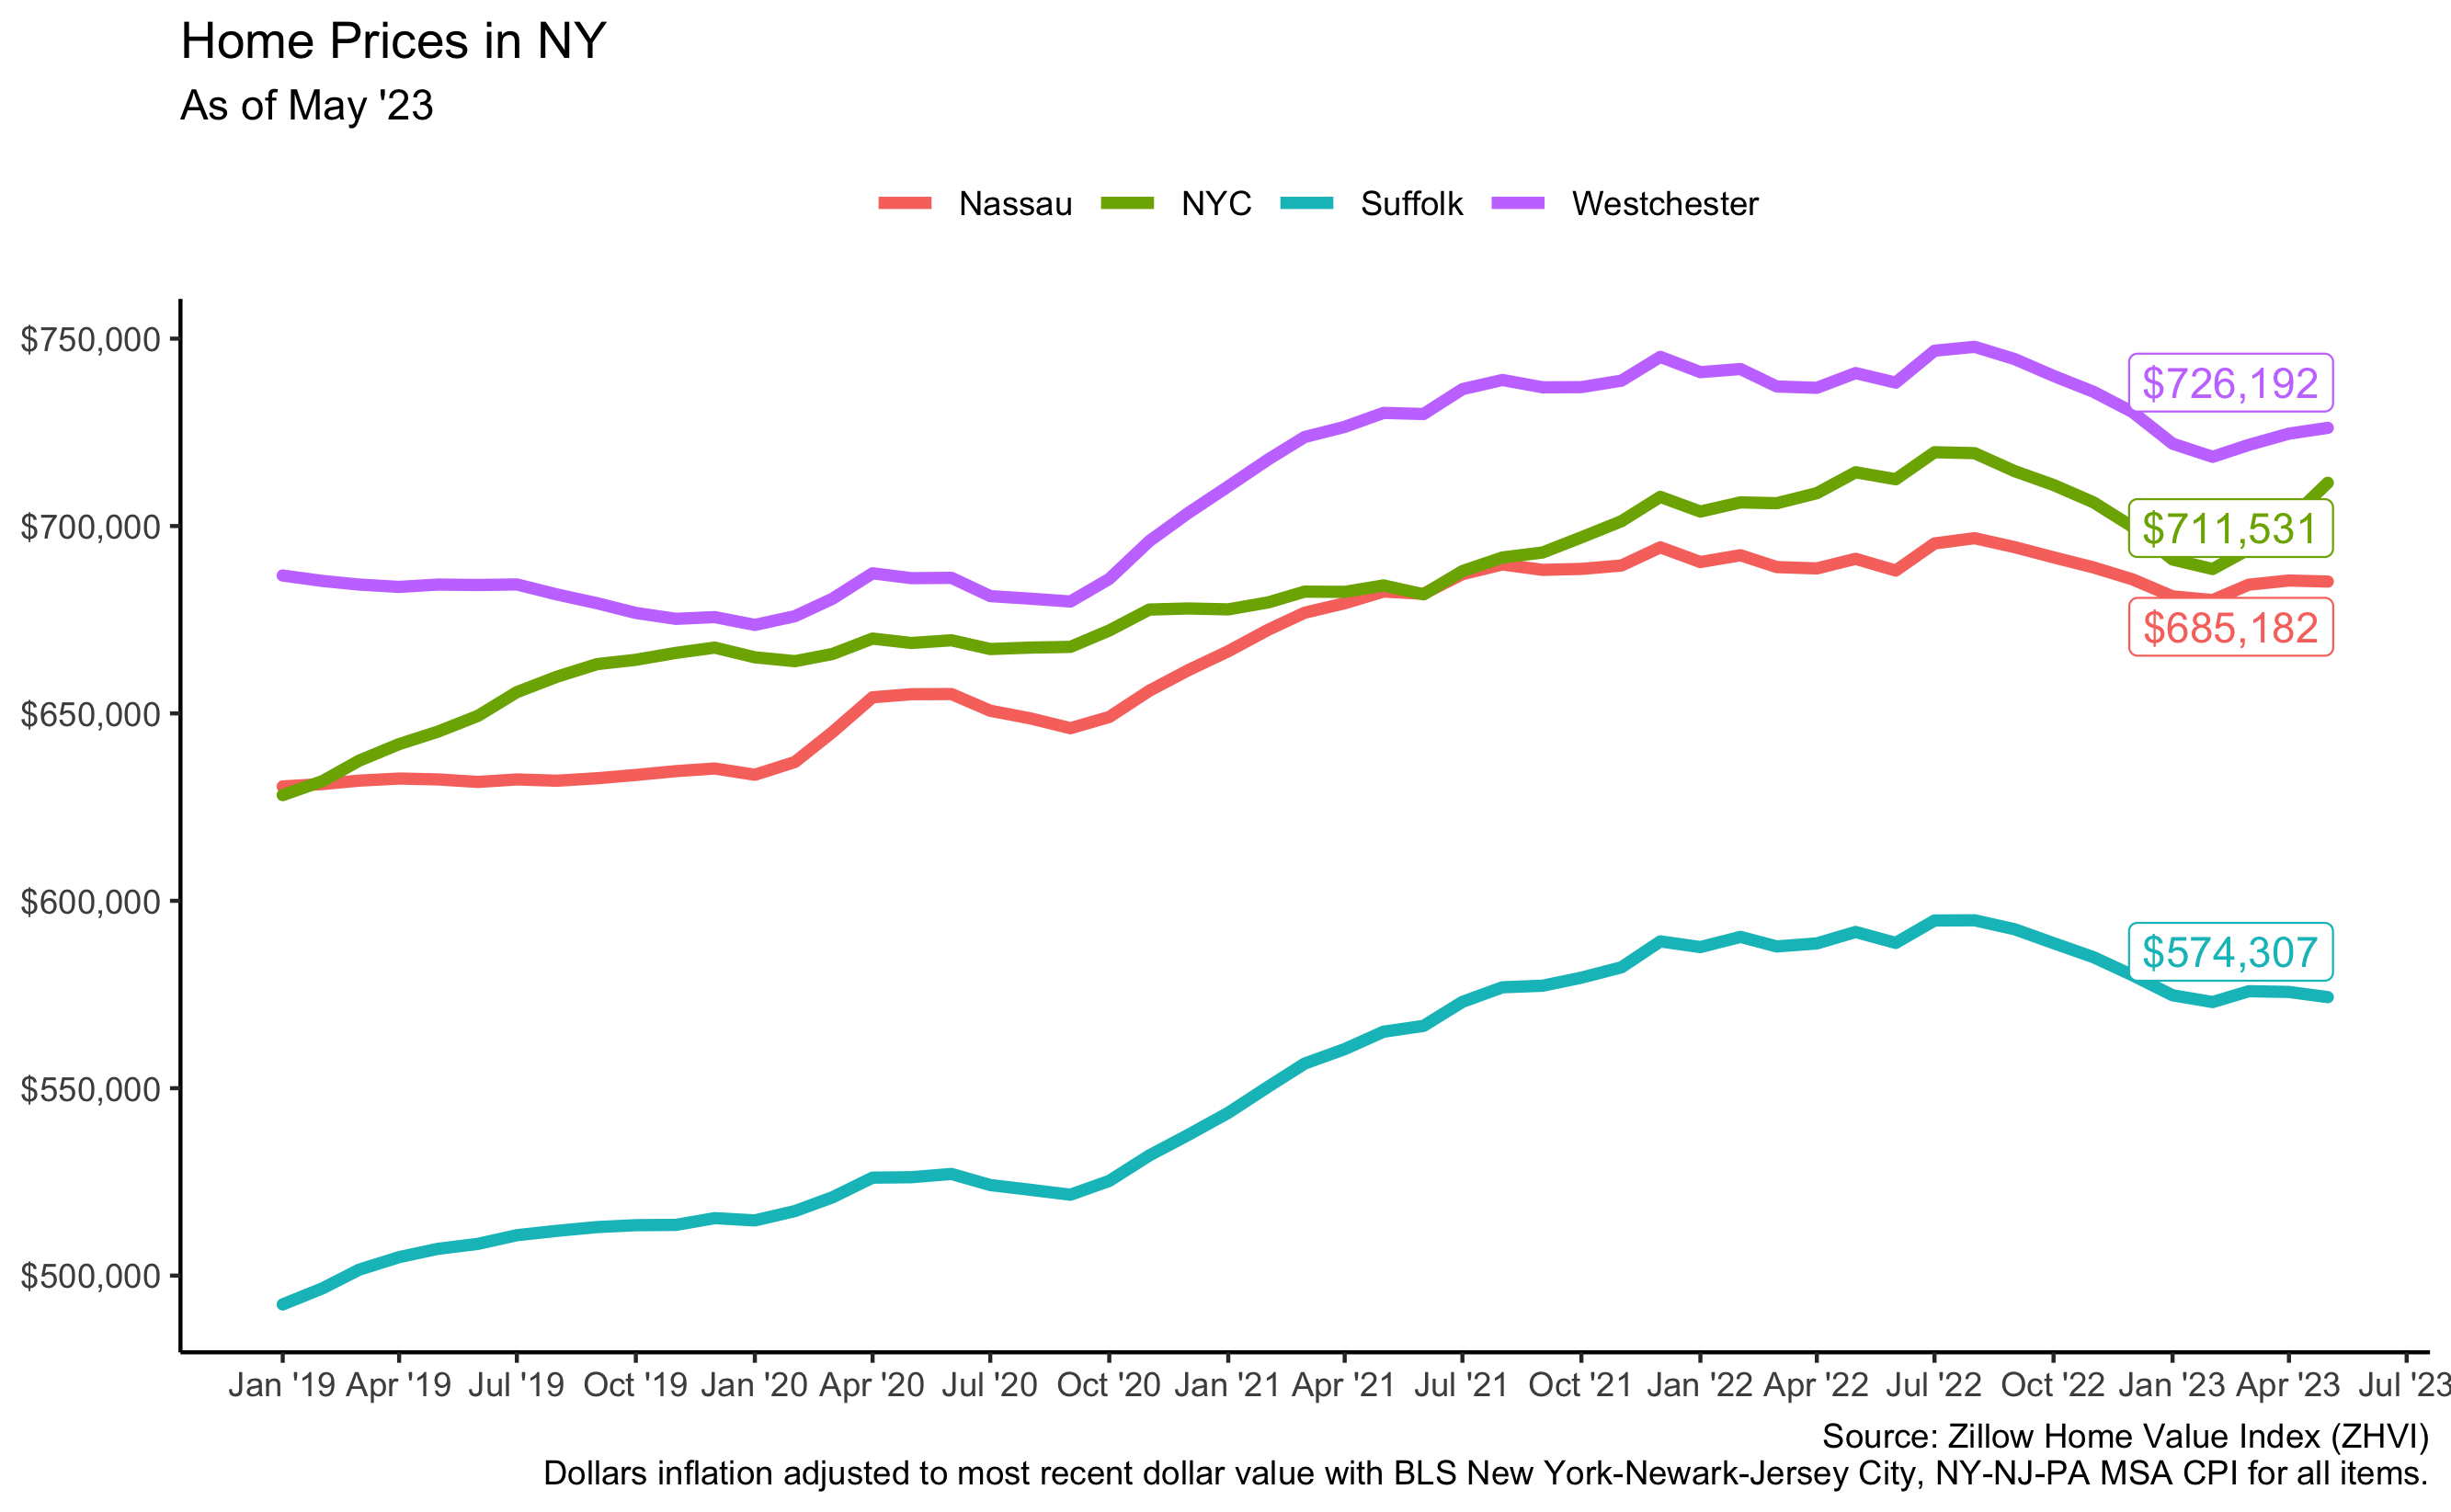 Home Prices in NY
As of May '23
Nassau NYC Suffolk Westchester
$750,000
$726,192
$700,000
$711,531
$685,182
$650,000
$600,000
$574,307
$550,000
$500,000
Jan '19 Apr '19 Jul '19 Oct '19 Jan '20 Apr '20 Jul '20 Oct '20 Jan '21 Apr '21 Jul '21 Oct '21 Jan '22 Apr '22 Jul '22 Oct '22 Jan '23 Apr '23 Jul '23
Source: Zillow Home Value Index (ZHVI)
Dollars inflation adjusted to most recent dollar value with BLS New York-Newark-Jersey City, NY-NJ-PA MSA CPI for all items.